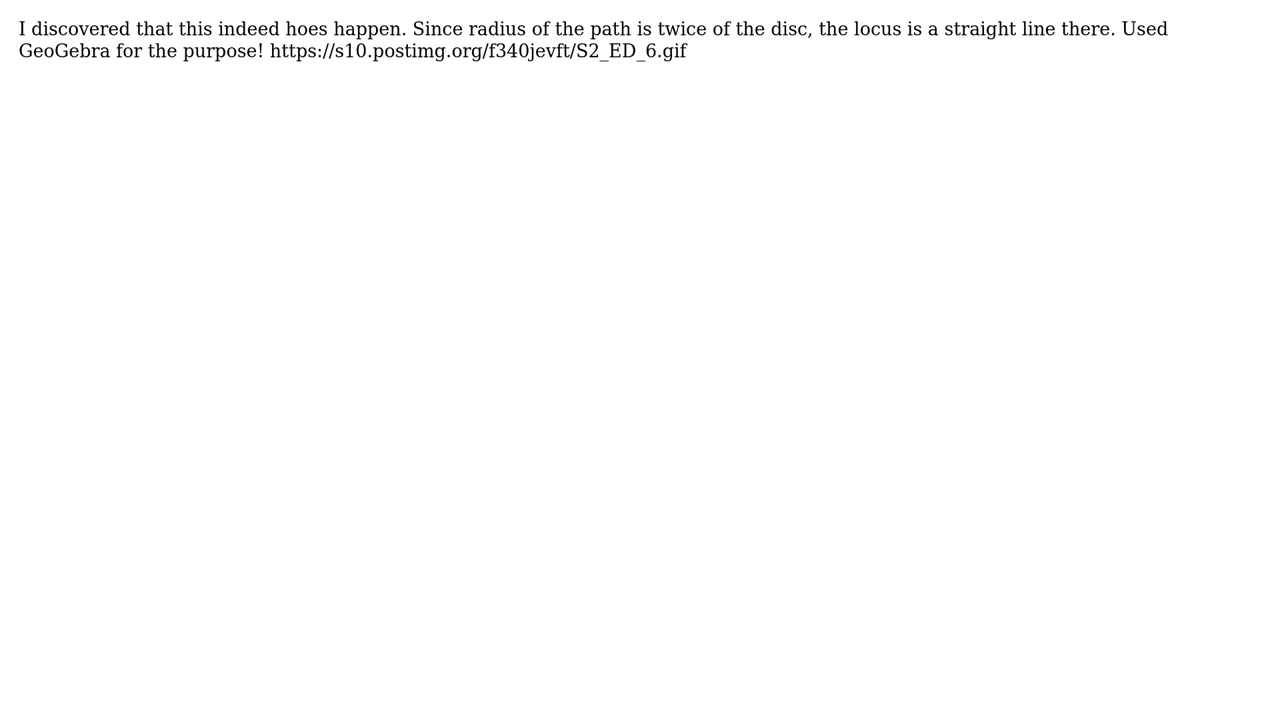 I discovered that this indeed hoes happen. Since radius of the path is twice of the disc, the locus is a straight line there. Used
GeoGebra for the purpose! https://s10.postimg.org/f340jevft/S2_ED_6.gif